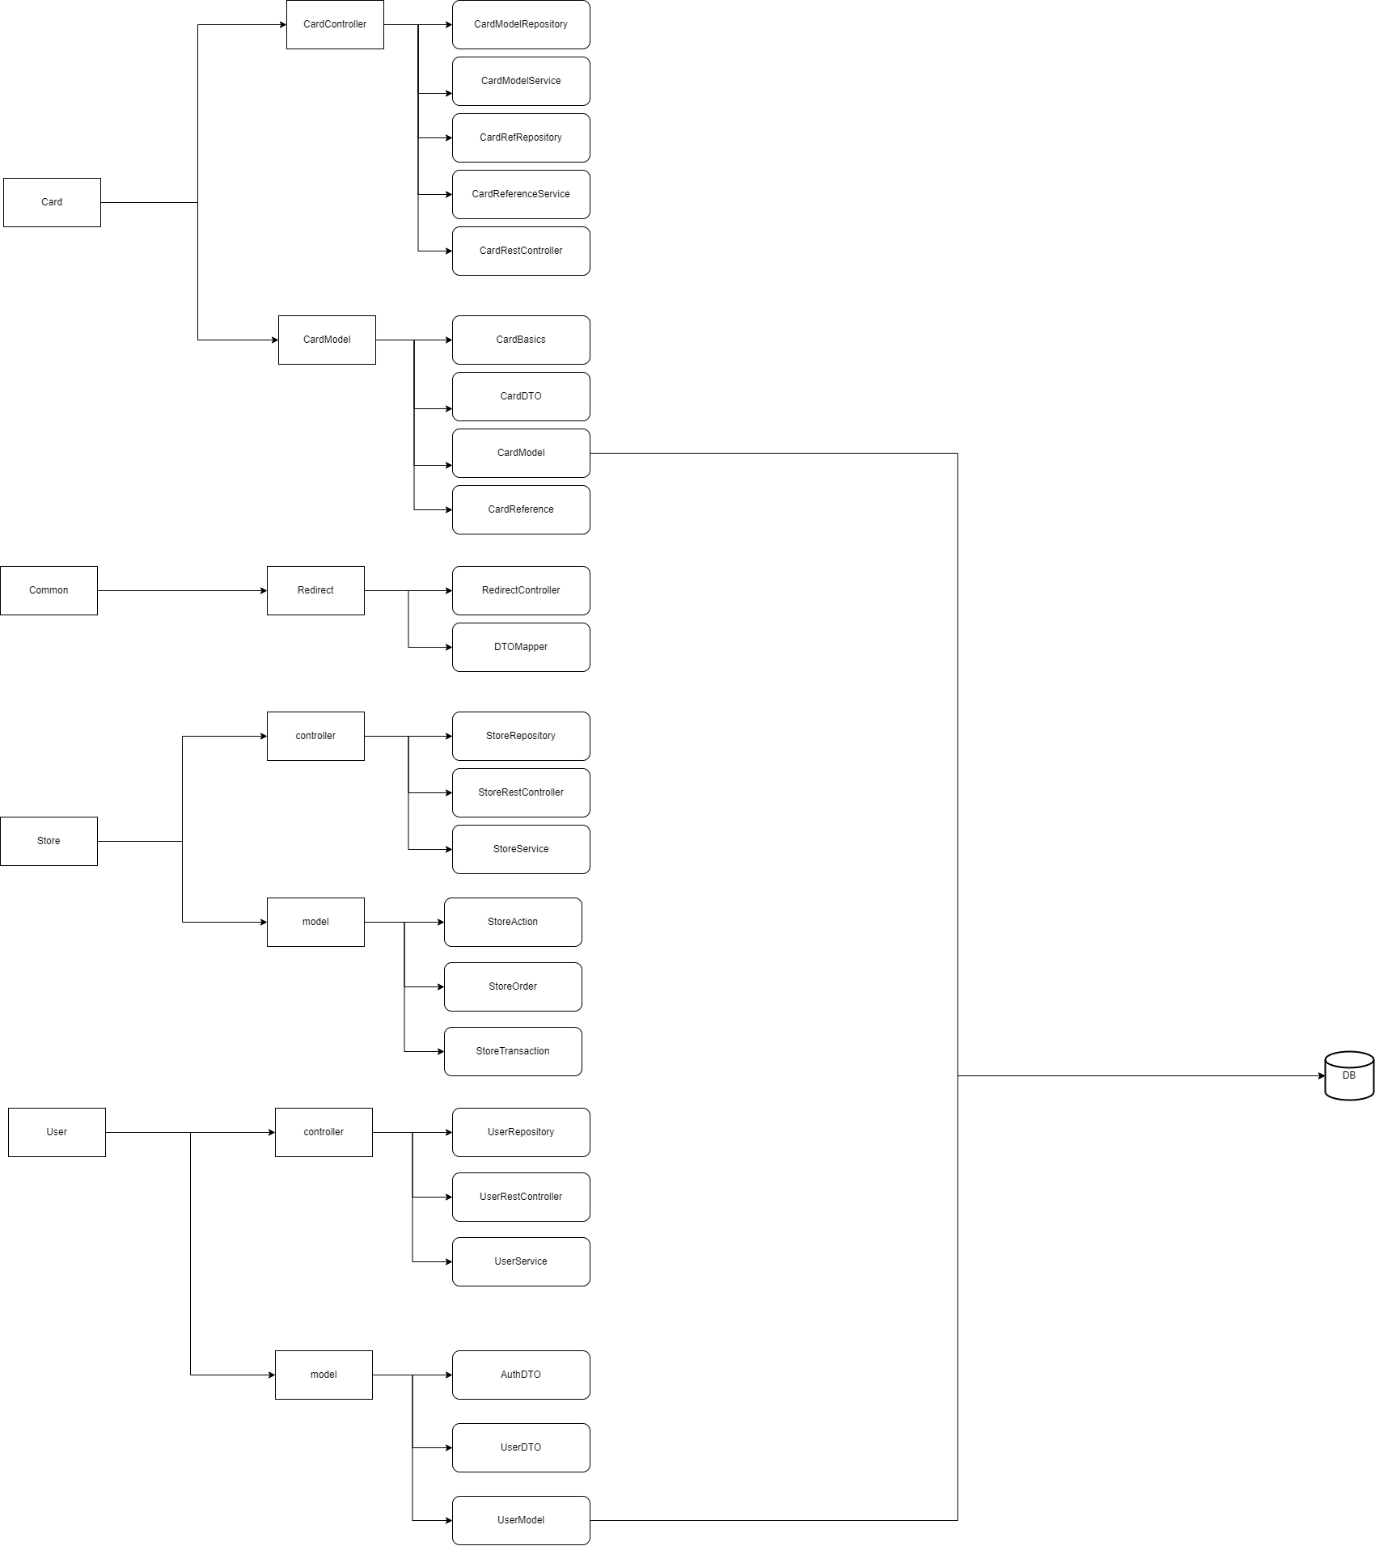 CardController
CardModelRepository
CardModelService
CardRefRepository
CardReferenceService
Card
CardRestController
CardModel
CardBasics
CardDTO
CardModel
CardReference
Common
Redirect
RedirectController
DTOMapper
controller
StoreRepository
StoreRestController
Store
StoreService
model
StoreAction
StoreOrder
StoreTransaction
DB
User
controller
UserRepository
UserRestController
UserService
model
AuthDTO
UserDTO
UserModel